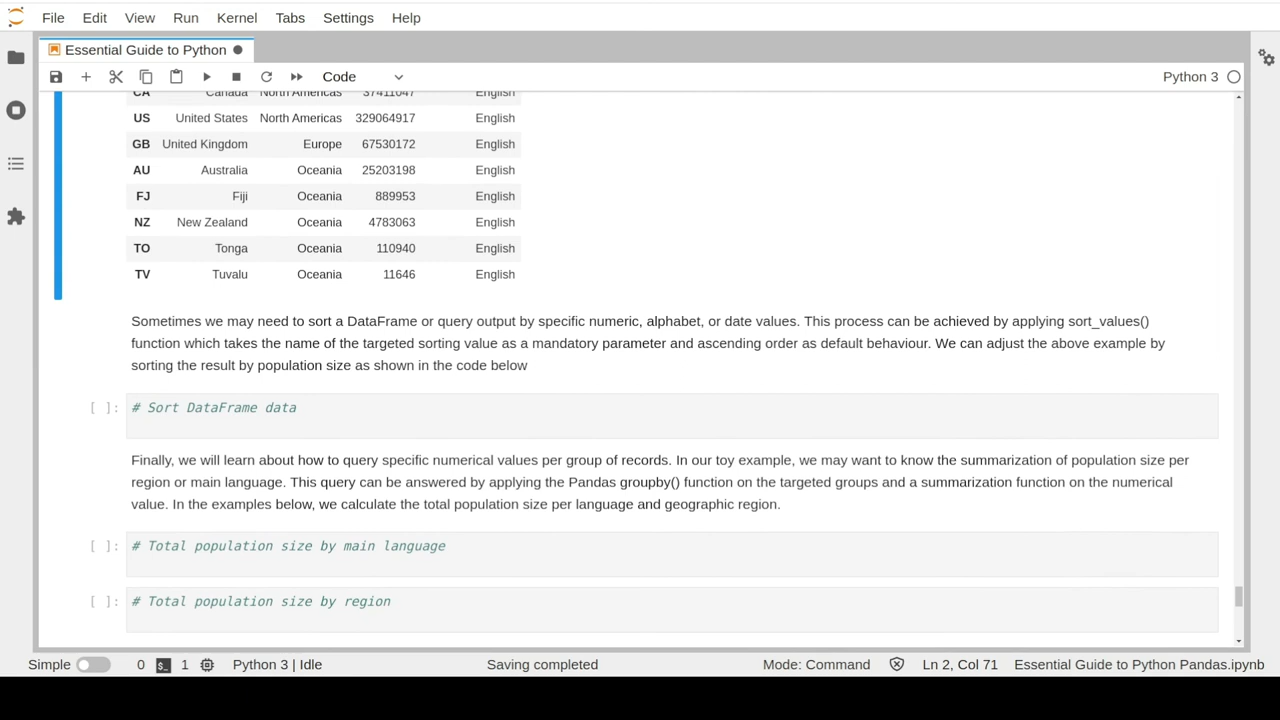 File Edit View Run Kernel Tabs Settings Help
Essential Guide to Python
Code Python 3
CA Canada North Americas 37411047 English
US United States North Americas 329064917 English
GB United Kingdom Europe 67530172 English
AU Australia Oceania 25203198 English
FJ Fiji Oceania 889953 English
NZ New Zealand Oceania 4783063 English
TO Tonga Oceania 110940 English
TV Tuvalu Oceania 11646 English
Sometimes we may need to sort a DataFrame or query output by specific numeric, alphabet, or date values. This process can be achieved by applying sort_values()
function which takes the name of the targeted sorting value as a mandatory parameter and ascending order as default behaviour. We can adjust the above example by
sorting the result by population size as shown in the code below
[ ]: # Sort DataFrame data
Finally, we will learn about how to query specific numerical values per group of records. In our toy example, we may want to know the summarization of population size per
region or main language. This query can be answered by applying the Pandas groupby() function on the targeted groups and a summarization function on the numerical
value. In the examples below, we calculate the total population size per language and geographic region.
[ ]: # Total population size by main language
[ ]: # Total population size by region
Simple 0 1 Python 3 | Idle Saving completed Mode: Command Ln 2, Col 71 Essential Guide to Python Pandas.ipynb